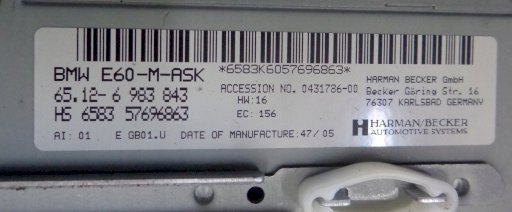 *6583K6057696863*
BMW E60-M-ASK
65.12-6 983 843
HS 6583 57696863
AI: 01 E GB01.U DATE OF MANUFACTURE: 47/05
ACCESSION NO. 0431786-00
HW: 16
EC: 156
HARMAN BECKER GmbH
Becker Göring Str. 16
76307 KARLSBAD GERMANY
HARMAN/BECKER
AUTOMOTIVE SYSTEMS